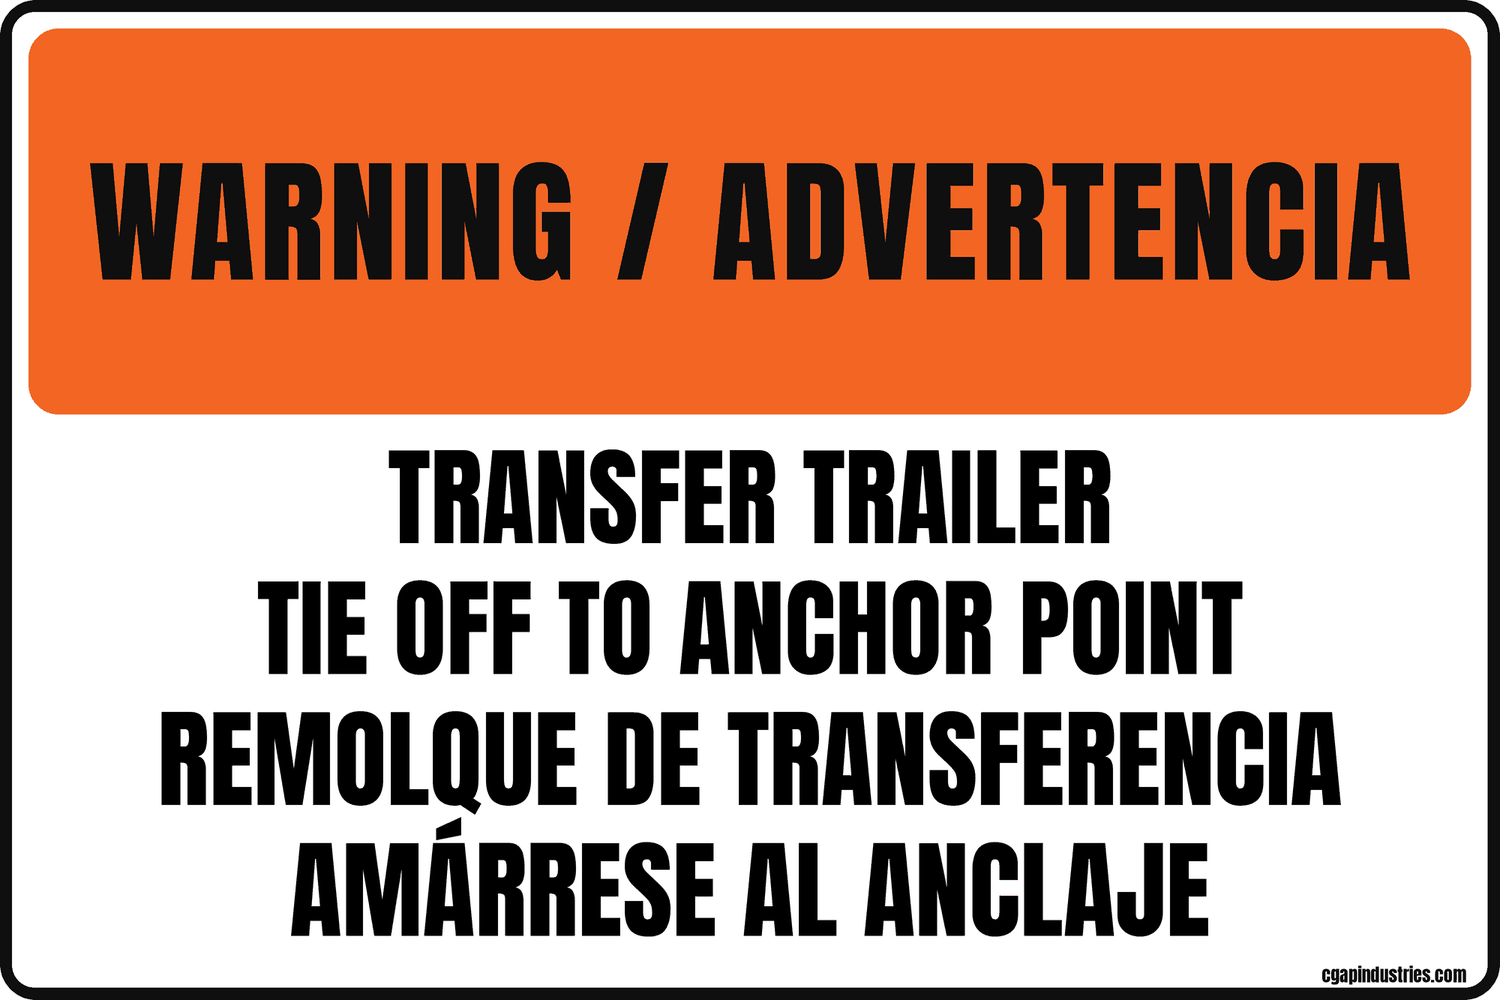 WARNING / ADVERTENCIA
TRANSFER TRAILER
TIE OFF TO ANCHOR POINT
REMOLQUE DE TRANSFERENCIA
AMÁRRESE AL ANCLAJE
cgapindustries.com